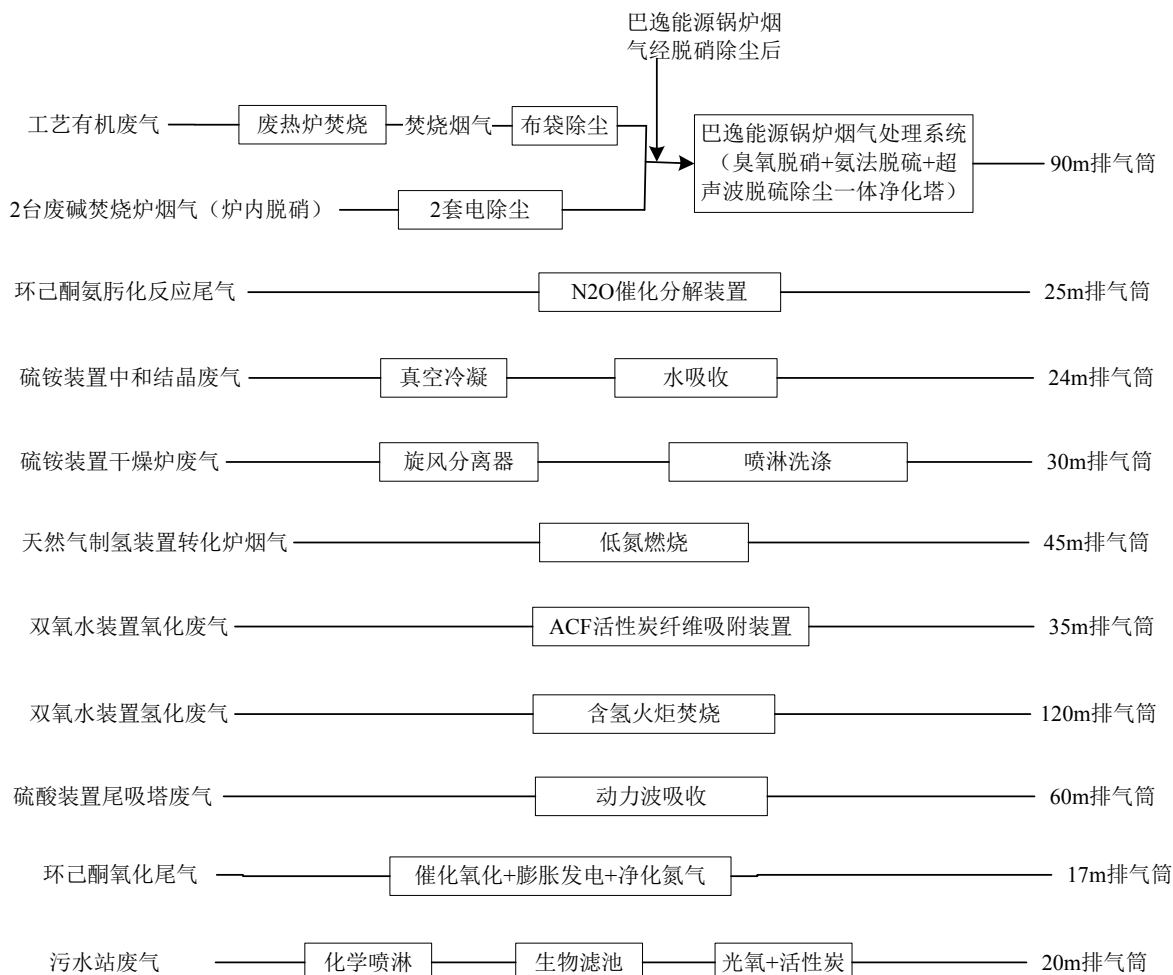 巴逸能源锅炉烟
气经脱硝除尘后
工艺有机废气
废热炉焚烧
焚烧烟气
布袋除尘
巴逸能源锅炉烟气处理系统
（臭氧脱硝+氨法脱硫+超
声波脱硫除尘一体净化塔）
90m排气筒
2台废碱焚烧炉烟气（炉内脱硝）
2套电除尘
环己酮氨肟化反应尾气
N2O催化分解装置
25m排气筒
硫铵装置中和结晶废气
真空冷凝
水吸收
24m排气筒
硫铵装置干燥炉废气
旋风分离器
喷淋洗涤
30m排气筒
天然气制氢装置转化炉烟气
低氮燃烧
45m排气筒
双氧水装置氧化废气
ACF活性炭纤维吸附装置
35m排气筒
双氧水装置氢化废气
含氢火炬焚烧
120m排气筒
硫酸装置尾吸塔废气
动力波吸收
60m排气筒
环己酮氧化尾气
催化氧化+膨胀发电+净化氮气
17m排气筒
污水站废气
化学喷淋
生物滤池
光氧+活性炭
20m排气筒